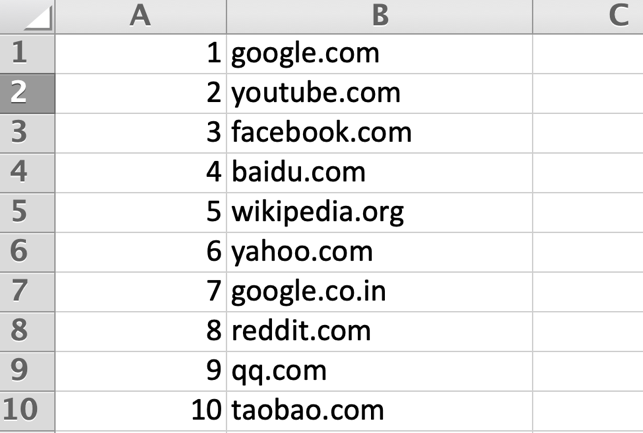 A B C
1 1 google.com
2 2 youtube.com
3 3 facebook.com
4 4 baidu.com
5 5 wikipedia.org
6 6 yahoo.com
7 7 google.co.in
8 8 reddit.com
9 9 qq.com
10 10 taobao.com